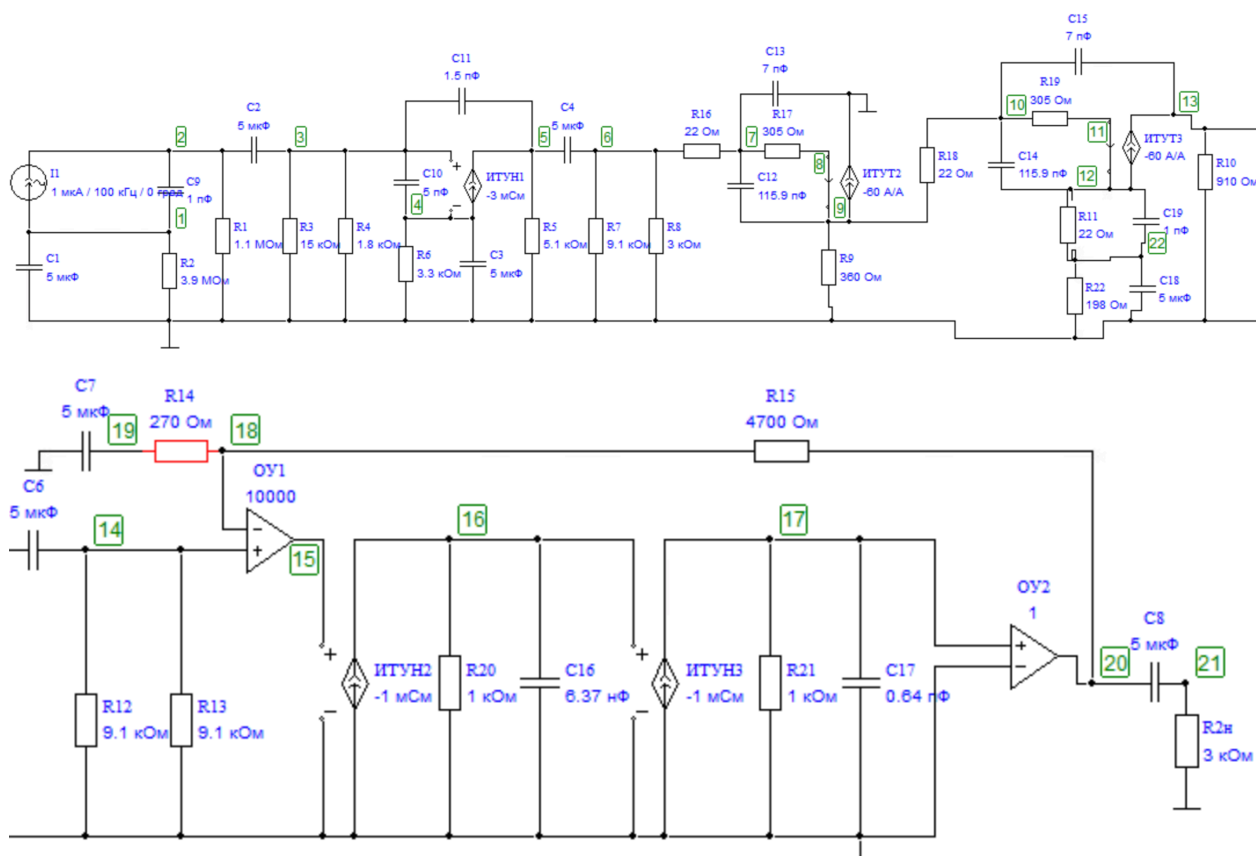 C15
7 пФ
C13
7 пФ
C11
1.5 пФ
R19
305 Ом
C2
5 мкФ
C4
5 мкФ
R16
22 Ом
R17
305 Ом
10
13
2
3
5
6
7
8
11
I1
1 мкА / 100 кГц / 0 град
C9
1 пФ
C10
5 пФ
ИТУН1
-3 мСм
C12
115.9 пФ
ИТУТ2
-60 А/А
R18
22 Ом
C14
115.9 пФ
ИТУТ3
-60 А/А
R10
910 Ом
1
4
9
12
C1
5 мкФ
R2
3.9 МОм
R1
1.1 МОм
R3
15 кОм
R4
1.8 кОм
R6
3.3 кОм
C3
5 мкФ
R5
5.1 кОм
R7
9.1 кОм
R8
3 кОм
R9
360 Ом
R11
22 Ом
C19
1 пФ
22
R22
198 Ом
C18
5 мкФ
C7
5 мкФ
R14
270 Ом
R15
4700 Ом
19
18
C6
5 мкФ
ОУ1
10000
-
+
14
15
16
17
ОУ2
1
+
-
C8
5 мкФ
20
21
R12
9.1 кОм
R13
9.1 кОм
ИТУН2
-1 мСм
R20
1 кОм
C16
6.37 нФ
ИТУН3
-1 мСм
R21
1 кОм
C17
0.64 пФ
R2н
3 кОм